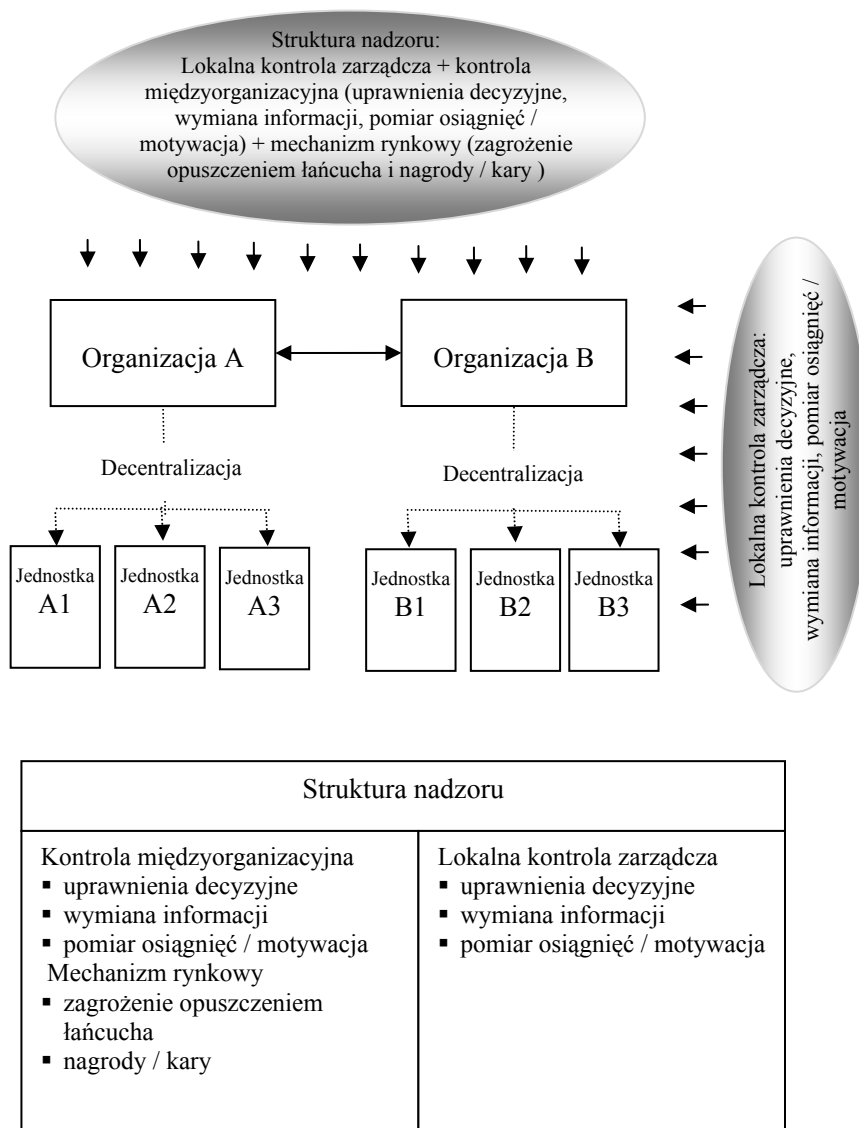 Struktura nadzoru:
Lokalna kontrola zarządcza + kontrola
międzyorganizacyjna (uprawnienia decyzyjne,
wymiana informacji, pomiar osiągnięć /
motywacja) + mechanizm rynkowy (zagrożenie
opuszczeniem łańcucha i nagrody / kary )
Organizacja A
Organizacja B
Lokalna kontrola zarządcza:
uprawnienia decyzyjne,
wymiana informacji, pomiar osiągnięć /
motywacja
Decentralizacja
Decentralizacja
Jednostka
A1
Jednostka
A2
Jednostka
A3
Jednostka
B1
Jednostka
B2
Jednostka
B3
Struktura nadzoru
Kontrola międzyorganizacyjna
▪ uprawnienia decyzyjne
▪ wymiana informacji
▪ pomiar osiągnięć / motywacja
Mechanizm rynkowy
▪ zagrożenie opuszczeniem
łańcucha
▪ nagrody / kary
Lokalna kontrola zarządcza
▪ uprawnienia decyzyjne
▪ wymiana informacji
▪ pomiar osiągnięć / motywacja